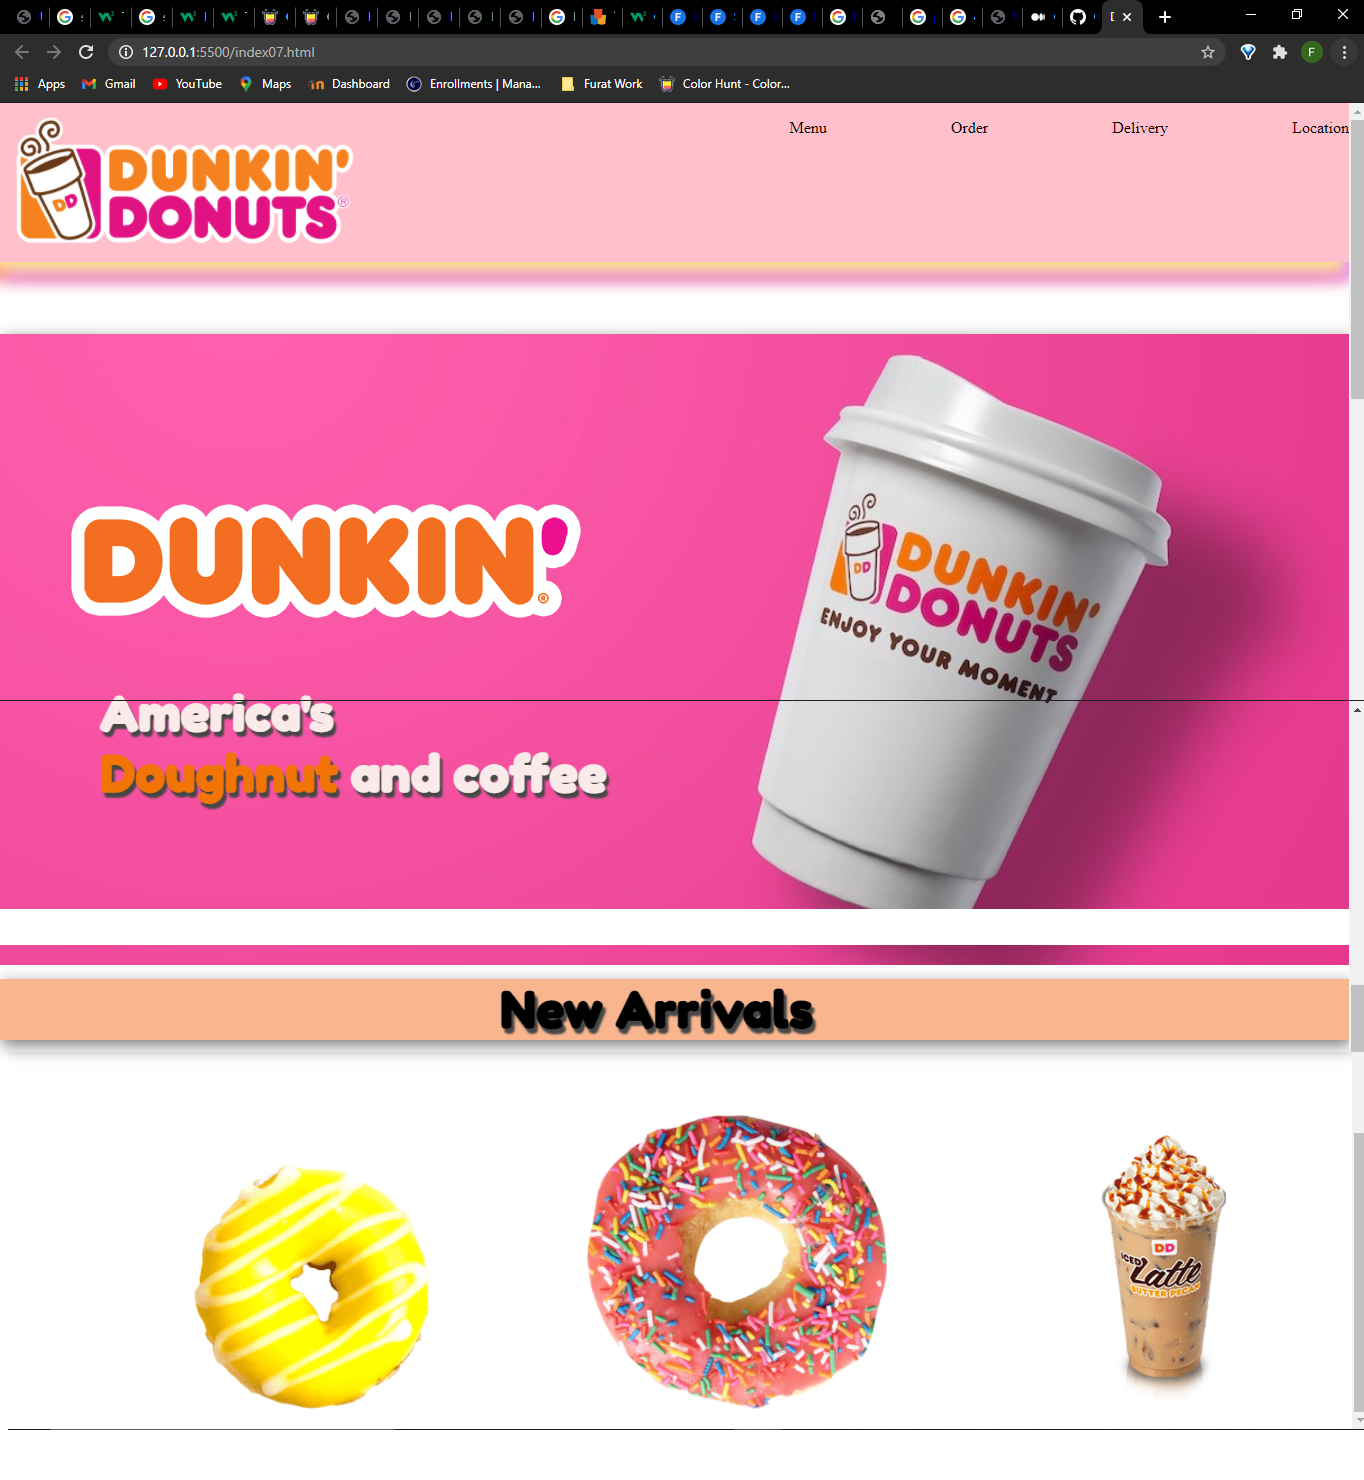 127.0.0.1:5500/index07.html
Apps Gmail YouTube Maps Dashboard Enrollments | Mana... Furat Work Color Hunt - Color...
DUNKIN'
DONUTS®
Menu Order Delivery Location
DUNKIN'®
DD
DUNKIN'
DONUTS
ENJOY YOUR MOMENT
America's
Doughnut and coffee
New Arrivals
DD
ICED
Latte
BUTTER PECAN